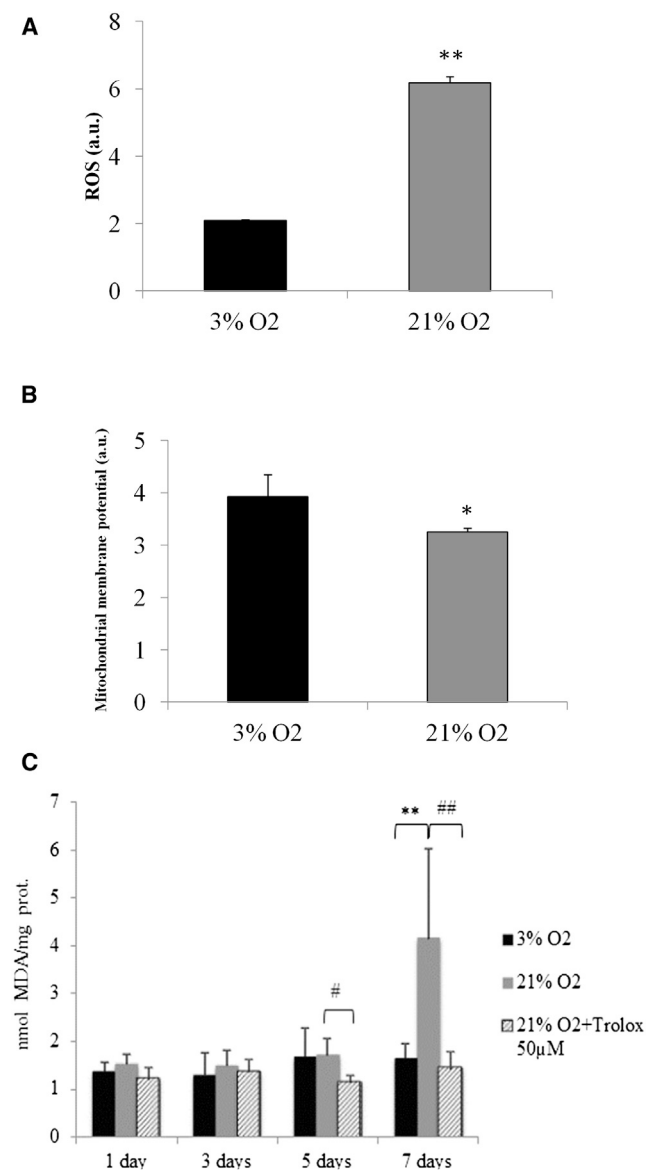 A
ROS (a.u.)
8
6
4
2
0
**
3% O2 21% O2
B
Mitochondrial membrane potential (a.u.)
5
4
3
2
1
0
*
3% O2 21% O2
C
nmol MDA/mg prot.
7
6
5
4
3
2
1
0
#
** ##
1 day 3 days 5 days 7 days
3% O2
21% O2
21% O2+Trolox
50µM